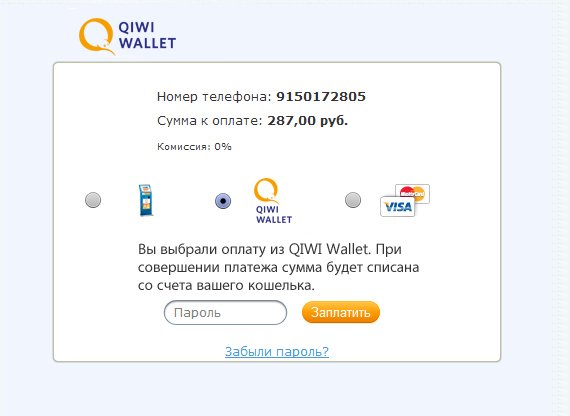 QIWI
WALLET
Номер телефона: 9150172805
Сумма к оплате: 287,00 руб.
Комиссия: 0%
QIWI
WALLET
MasterCard
VISA
Вы выбрали оплату из QIWI Wallet. При
совершении платежа сумма будет списана
со счета вашего кошелька.
Пароль
Заплатить
Забыли пароль?